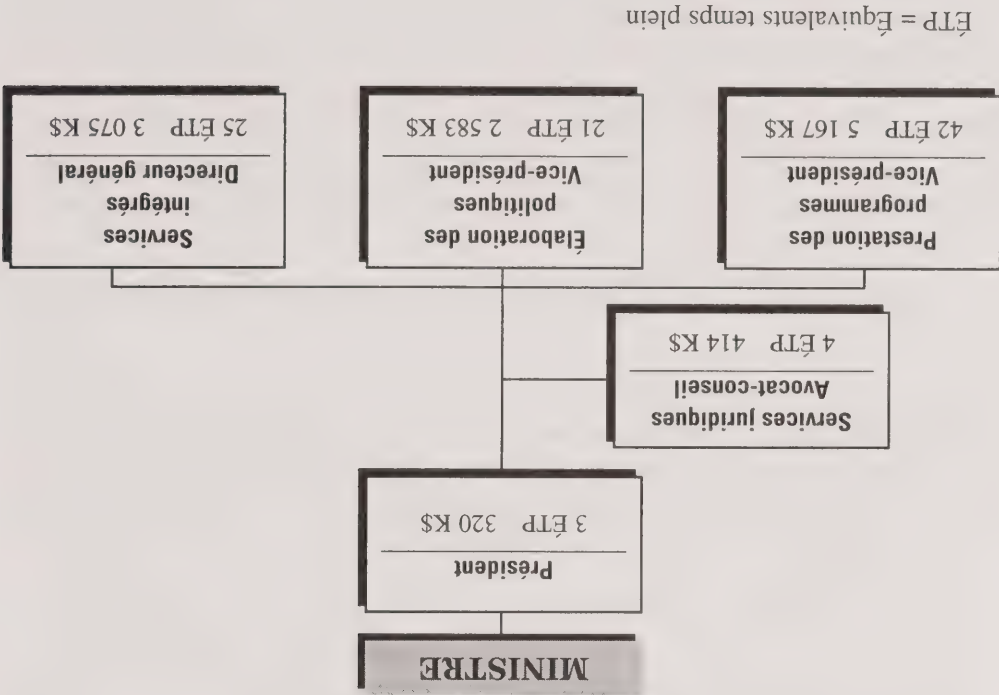 MINISTRE
Président
3 ÉTP 320 K$
Services juridiques
Avocat-conseil
4 ÉTP 414 K$
Prestation des
programmes
Vice-président
42 ÉTP 5 167 K$
Élaboration des
politiques
Vice-président
21 ÉTP 2 583 K$
Services
intégrés
Directeur général
25 ÉTP 3 075 K$
ÉTP = Équivalents temps plein